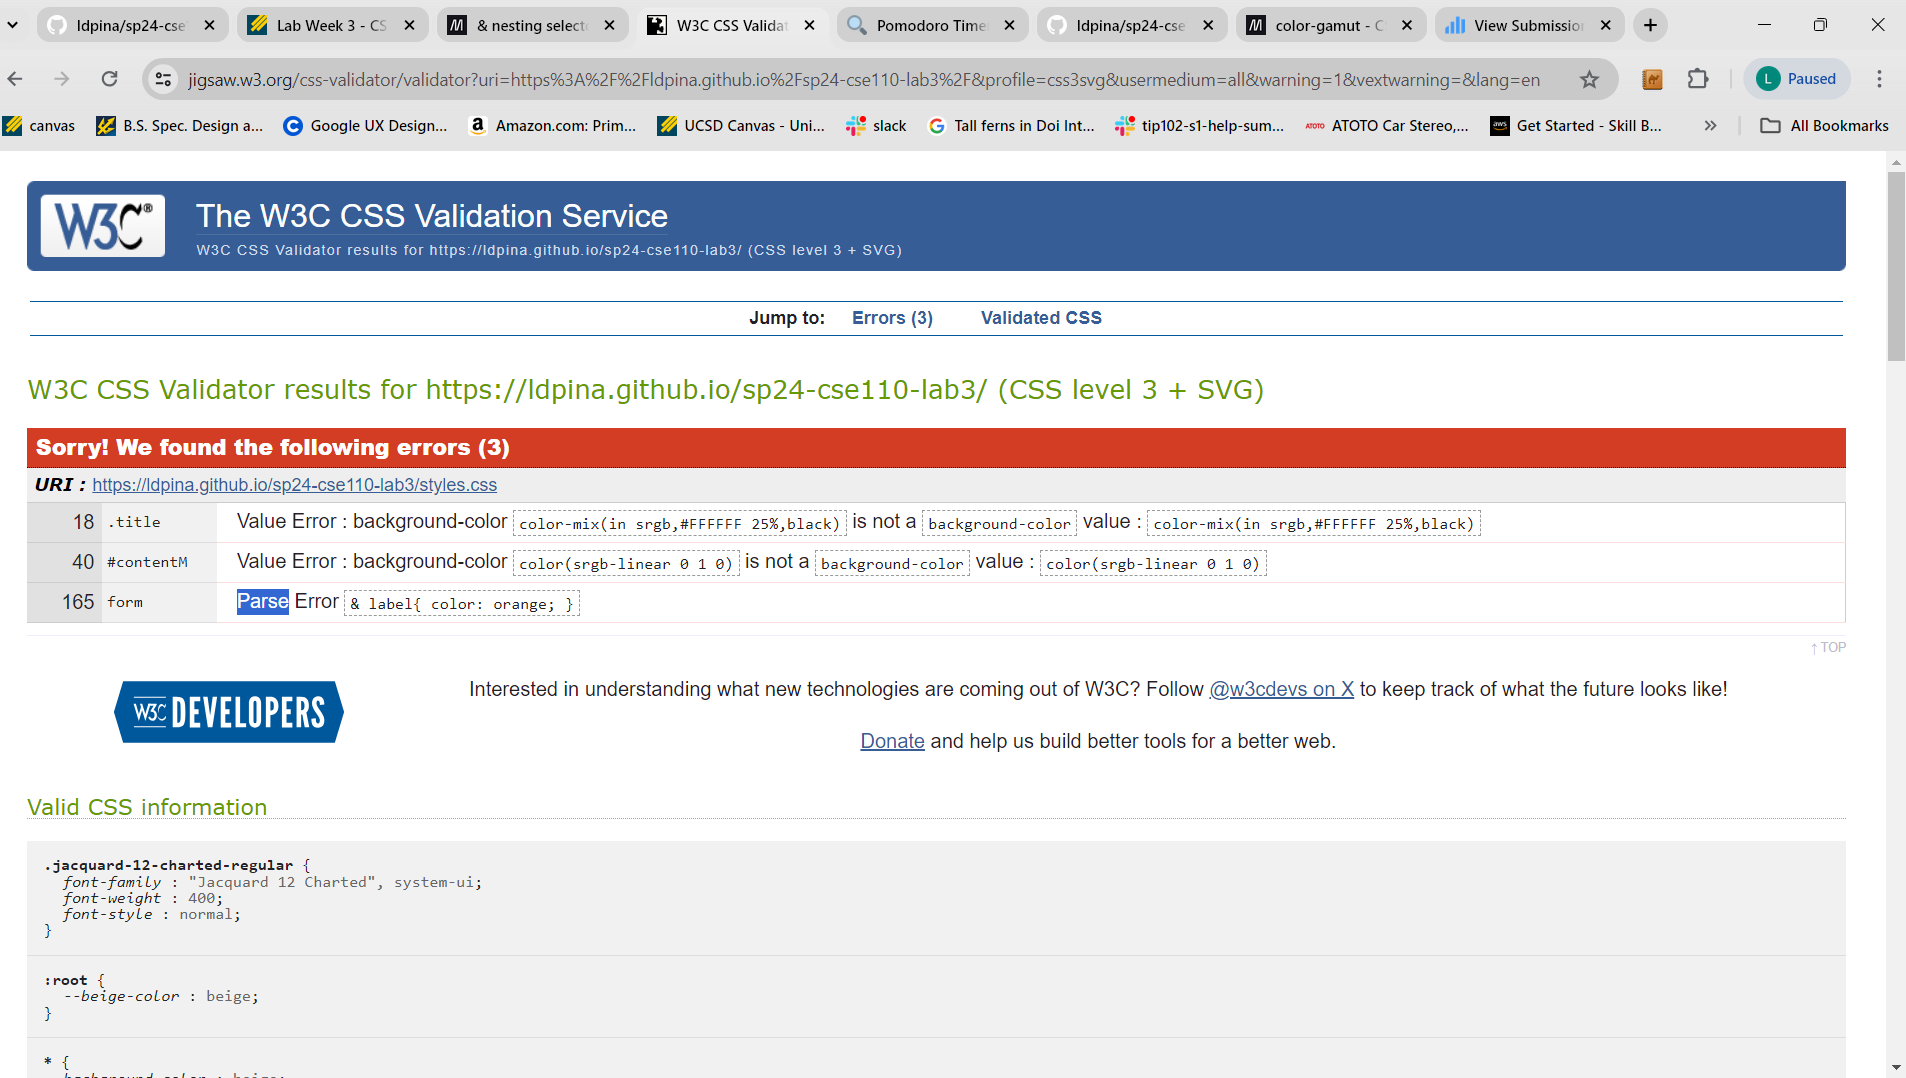 ldpina/sp24-cse
Lab Week 3 - CS
& nesting select
W3C CSS Validat
Pomodoro Time
ldpina/sp24-cse
color-gamut - C
View Submissio
jigsaw.w3.org/css-validator/validator?uri=https%3A%2F%2Fldpina.github.io%2Fsp24-cse110-lab3%2F&profile=css3svg&usermedium=all&warning=1&vextwarning=&lang=en
L Paused
canvas
B.S. Spec. Design a...
Google UX Design...
Amazon.com: Prim...
UCSD Canvas - Uni...
slack
Tall ferns in Doi Int...
tip102-s1-help-sum...
ATOTO ATOTO Car Stereo,...
aws Get Started - Skill B...
All Bookmarks
W3C® The W3C CSS Validation Service
W3C CSS Validator results for https://ldpina.github.io/sp24-cse110-lab3/ (CSS level 3 + SVG)
Jump to: Errors (3) Validated CSS
W3C CSS Validator results for https://ldpina.github.io/sp24-cse110-lab3/ (CSS level 3 + SVG)
Sorry! We found the following errors (3)
URI : https://ldpina.github.io/sp24-cse110-lab3/styles.css
18 .title Value Error : background-color color-mix(in srgb,#FFFFFF 25%,black) is not a background-color value : color-mix(in srgb,#FFFFFF 25%,black)
40 #contentM Value Error : background-color color(srgb-linear 0 1 0) is not a background-color value : color(srgb-linear 0 1 0)
165 form Parse Error & label{ color: orange; }
↑ TOP
W3C DEVELOPERS
Interested in understanding what new technologies are coming out of W3C? Follow @w3cdevs on X to keep track of what the future looks like!
Donate and help us build better tools for a better web.
Valid CSS information
.jacquard-12-charted-regular {
font-family : "Jacquard 12 Charted", system-ui;
font-weight : 400;
font-style : normal;
}
:root {
--beige-color : beige;
}
* {